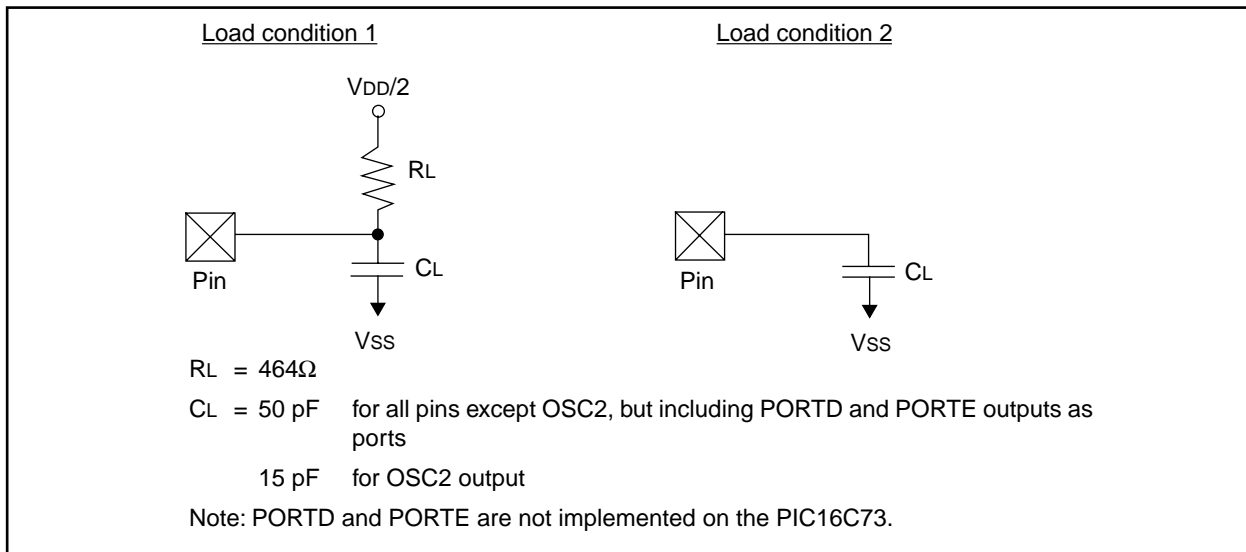 Load condition 1
Load condition 2
VDD/2
RL
Pin
CL
VSS
Pin
CL
VSS
RL = 464Ω
CL = 50 pF for all pins except OSC2, but including PORTD and PORTE outputs as
ports
15 pF for OSC2 output
Note: PORTD and PORTE are not implemented on the PIC16C73.